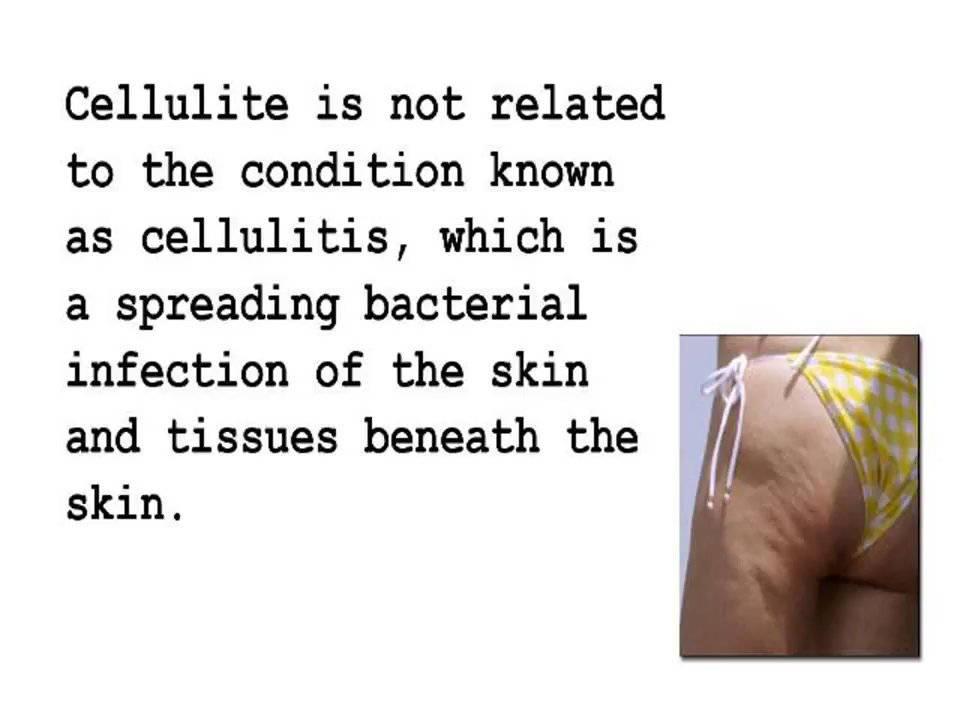 Cellulite is not related
to the condition known
as cellulitis, which is
a spreading bacterial
infection of the skin
and tissues beneath the
skin.